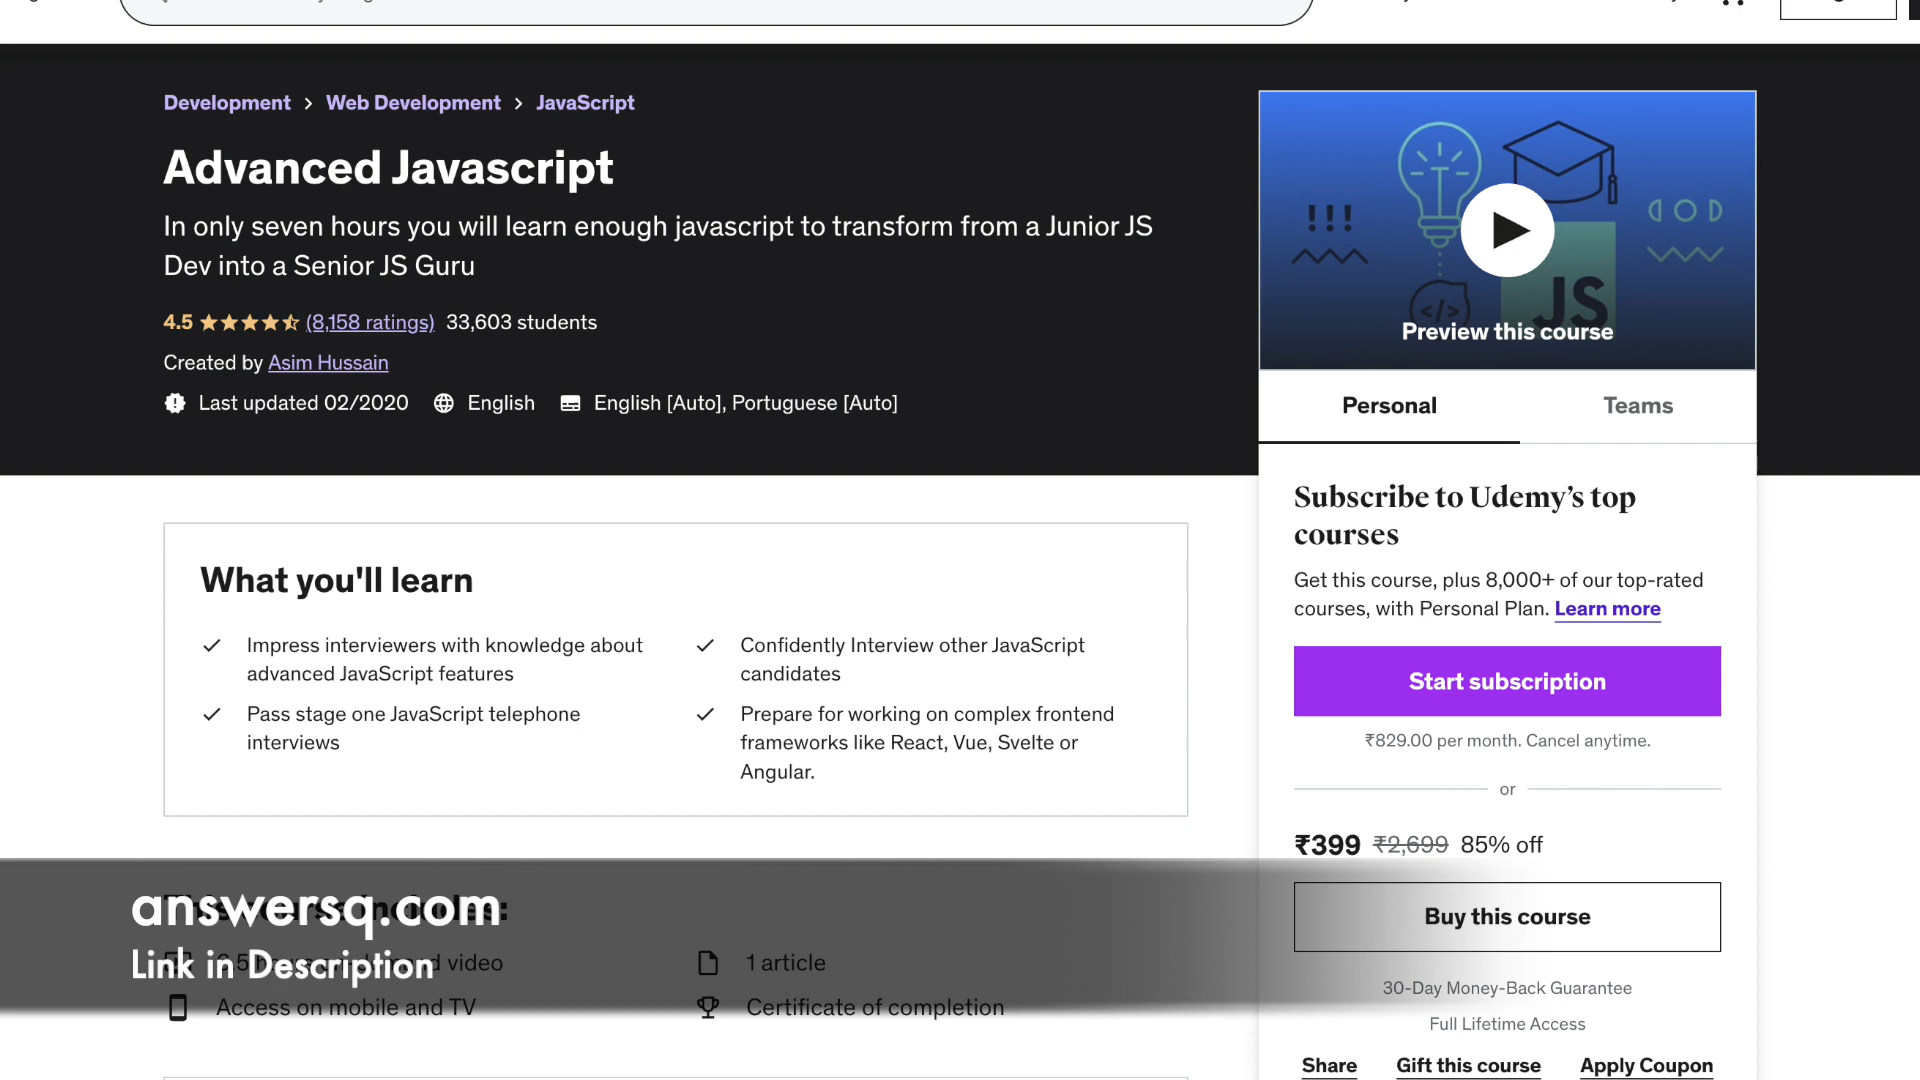 Development > Web Development > JavaScript
Advanced Javascript
In only seven hours you will learn enough javascript to transform from a Junior JS
Dev into a Senior JS Guru
4.5 (8,158 ratings) 33,603 students
Created by Asim Hussain
Last updated 02/2020 English English [Auto], Portuguese [Auto]
!!!
</>
JS
Preview this course
Personal Teams
Subscribe to Udemy’s top
courses
Get this course, plus 8,000+ of our top-rated
courses, with Personal Plan. Learn more
Start subscription
₹829.00 per month. Cancel anytime.
or
₹399 ₹2,699 85% off
Buy this course
30-Day Money-Back Guarantee
Full Lifetime Access
Share Gift this course Apply Coupon
What you'll learn
Impress interviewers with knowledge about
advanced JavaScript features
Confidently Interview other JavaScript
candidates
Pass stage one JavaScript telephone
interviews
Prepare for working on complex frontend
frameworks like React, Vue, Svelte or
Angular.
answersq.com
Link in Description
video
1 article
Access on mobile and TV
Certificate of completion